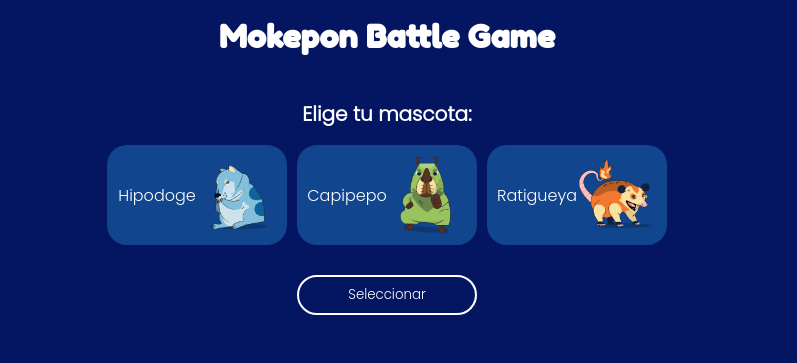 Mokepon Battle Game
Elige tu mascota:
Hipodoge
Capipepo
Ratigueya
Seleccionar